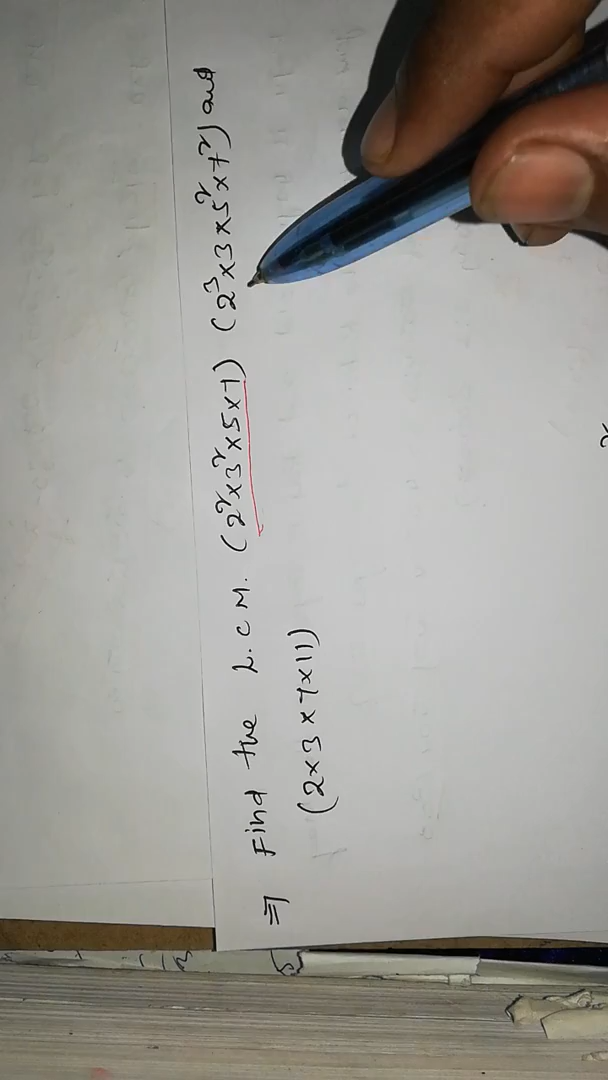 ⇒ Find the L.C.M. (2²×3²×5×7) (2³×3×5²×7²) and
(2×3×7×11)